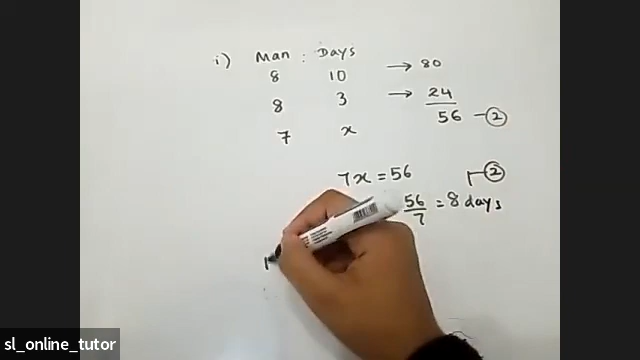 i) Man : Days
8 10 → 80
8 3 → 24
56 - 2
7 x
7x = 56 2
56/7 = 8 days
sl_online_tutor